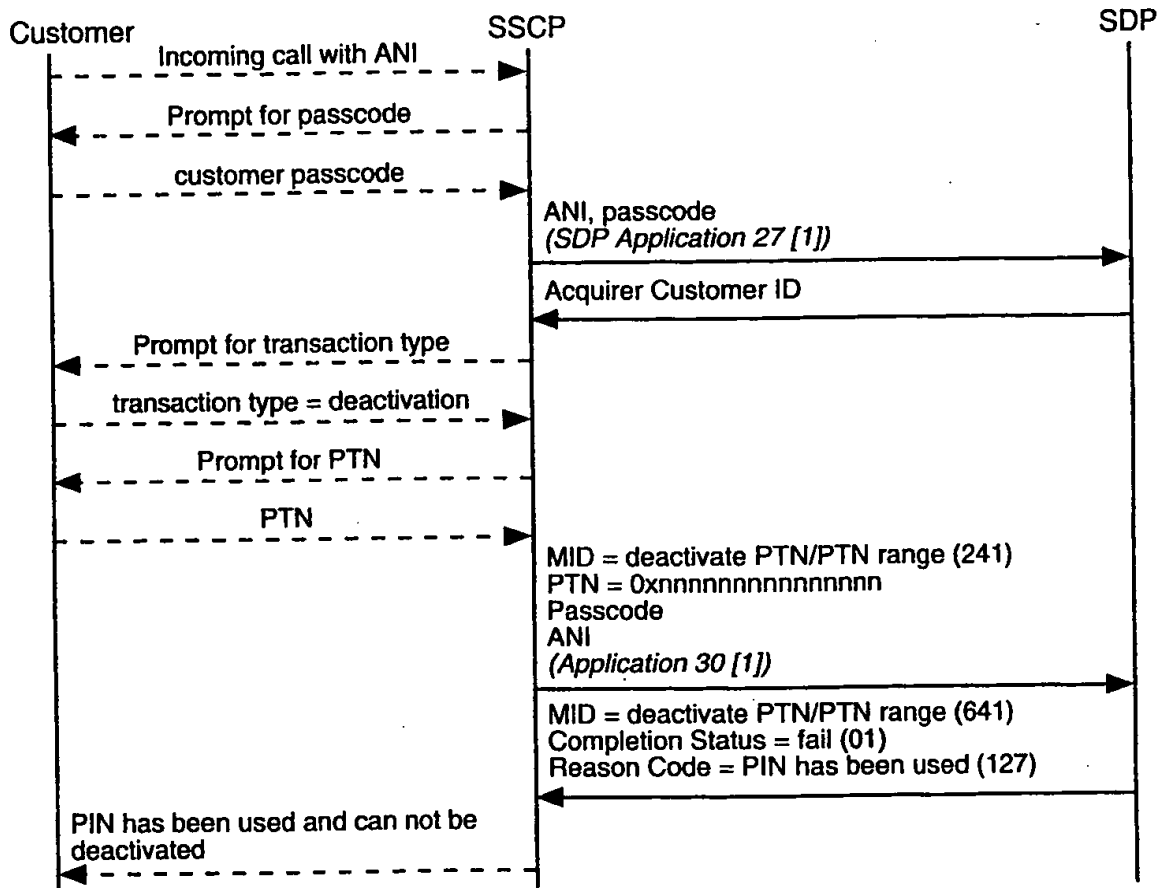 Customer
SSCP
SDP
Incoming call with ANI
Prompt for passcode
customer passcode
ANI, passcode
(SDP Application 27 [1])
Acquirer Customer ID
Prompt for transaction type
transaction type = deactivation
Prompt for PTN
PTN
MID = deactivate PTN/PTN range (241)
PTN = 0xnnnnnnnnnnnnnnnn
Passcode
ANI
(Application 30 [1])
MID = deactivate PTN/PTN range (641)
Completion Status = fail (01)
Reason Code = PIN has been used (127)
PIN has been used and can not be
deactivated